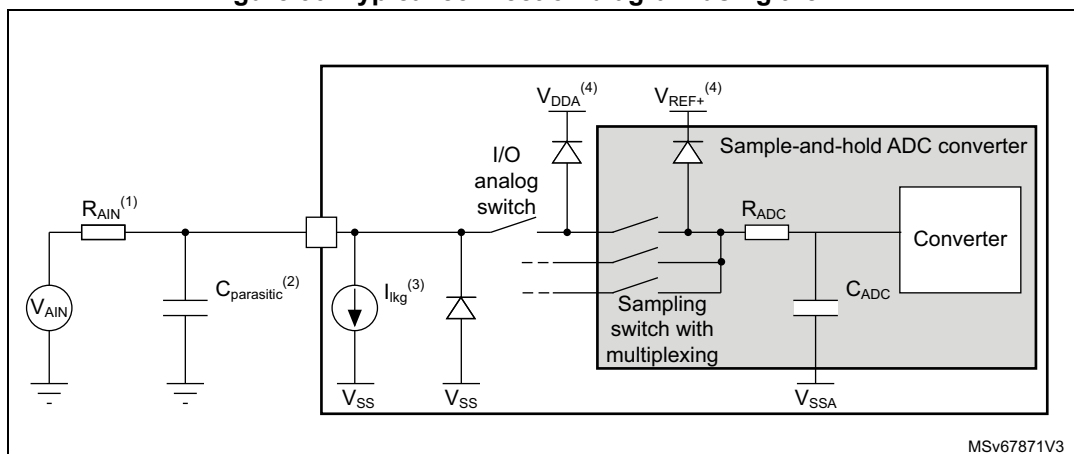 V_DDA(4)
V_REF+(4)
Sample-and-hold ADC converter
I/O
analog
switch
R_AIN(1)
R_ADC
Converter
V_AIN
C_parasitic(2)
I_lkg(3)
C_ADC
Sampling
switch with
multiplexing
V_SS
V_SS
V_SSA
MSv67871V3